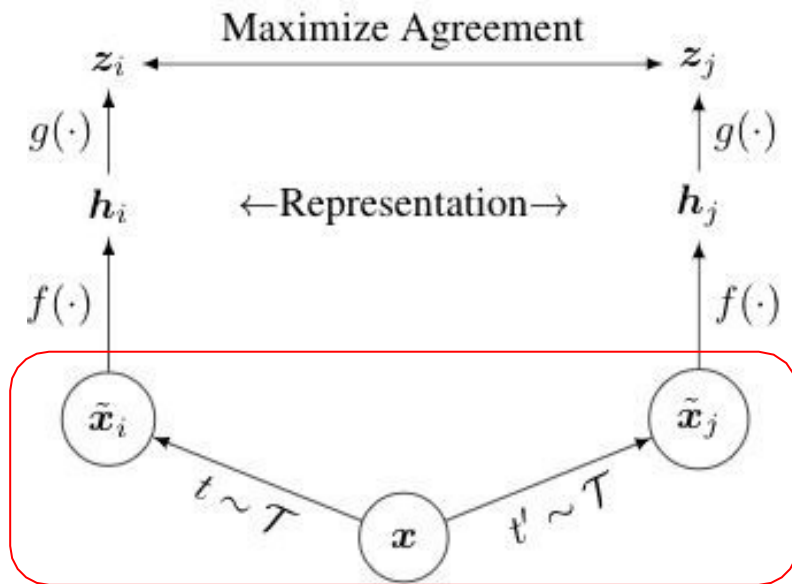 Maximize Agreement
z_i z_j
g(·) g(·)
h_i ←Representation→ h_j
f(·) f(·)
x̃_i x̃_j
t ∼ 𝒯 t′ ∼ 𝒯
x